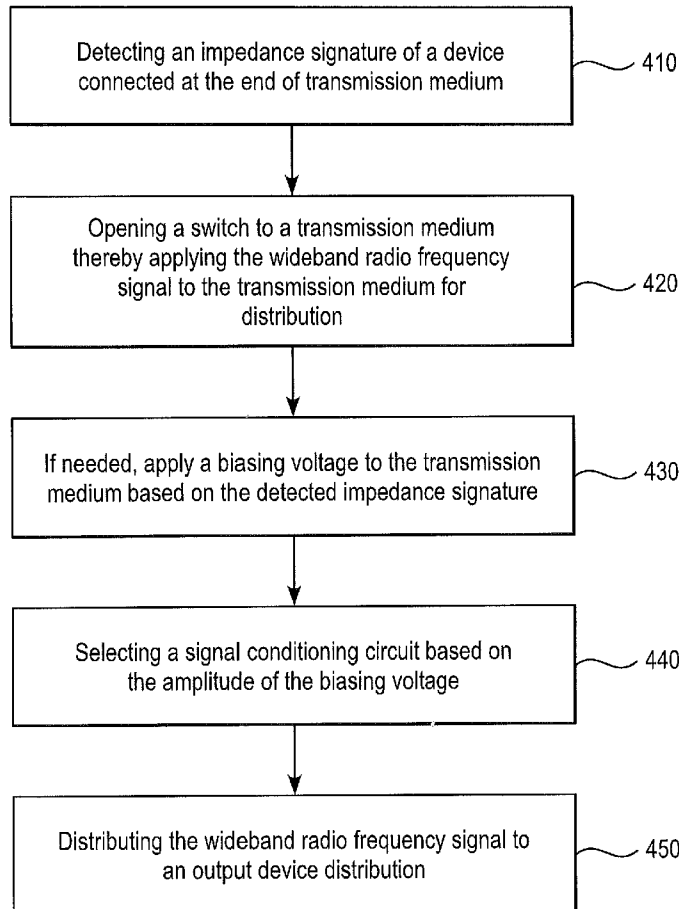 Detecting an impedance signature of a device
connected at the end of transmission medium
410
Opening a switch to a transmission medium
thereby applying the wideband radio frequency
signal to the transmission medium for
distribution
420
If needed, apply a biasing voltage to the transmission
medium based on the detected impedance signature
430
Selecting a signal conditioning circuit based on
the amplitude of the biasing voltage
440
Distributing the wideband radio frequency signal to
an output device distribution
450